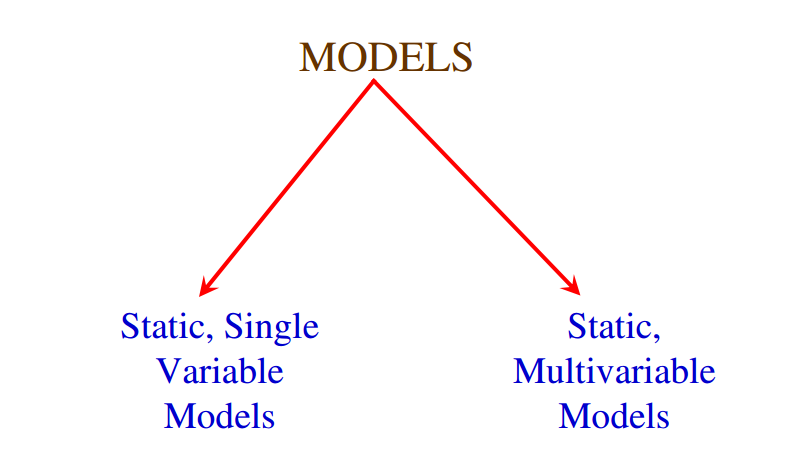 MODELS
Static, Single
Variable
Models
Static,
Multivariable
Models